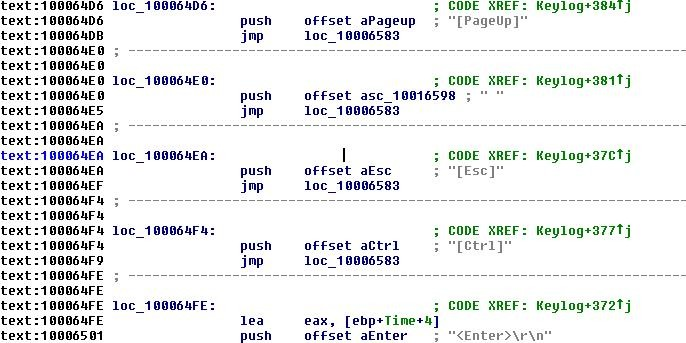 text:100064D6 loc_100064D6: ; CODE XREF: Keylog+384↑j
text:100064D6 push offset aPageup ; "[PageUp]"
text:100064DB jmp loc_10006583
text:100064E0 ; ---------------------------------------------------------------------------
text:100064E0
text:100064E0 loc_100064E0: ; CODE XREF: Keylog+381↑j
text:100064E0 push offset asc_10016598 ; " "
text:100064E5 jmp loc_10006583
text:100064EA ; ---------------------------------------------------------------------------
text:100064EA
text:100064EA loc_100064EA: ; CODE XREF: Keylog+37C↑j
text:100064EA push offset aEsc ; "[Esc]"
text:100064EF jmp loc_10006583
text:100064F4 ; ---------------------------------------------------------------------------
text:100064F4
text:100064F4 loc_100064F4: ; CODE XREF: Keylog+377↑j
text:100064F4 push offset aCtrl ; "[Ctrl]"
text:100064F9 jmp loc_10006583
text:100064FE ; ---------------------------------------------------------------------------
text:100064FE
text:100064FE loc_100064FE: ; CODE XREF: Keylog+372↑j
text:100064FE lea eax, [ebp+Time+4]
text:10006501 push offset aEnter ; "<Enter>\r\n"